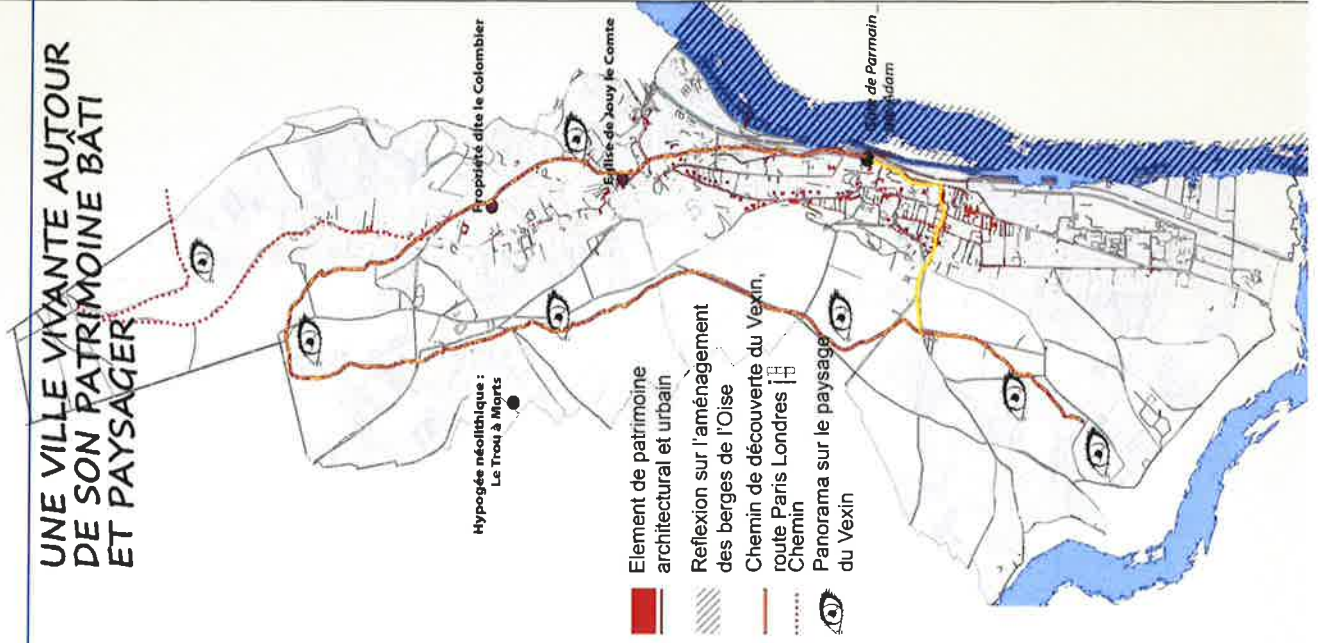 UNE VILLE VIVANTE AUTOUR
DE SON PATRIMOINE BÂTI
ET PAYSAGER
Propriété dite le Colombier
Eglise de Jouy le Comte
de Parmain
Adam
Hypogée néolithique :
Le Trou à Morts
Element de patrimoine
architectural et urbain
Reflexion sur l'aménagement
des berges de l'Oise
Chemin de découverte du Vexin,
route Paris Londres
Chemin
Panorama sur le paysage
du Vexin